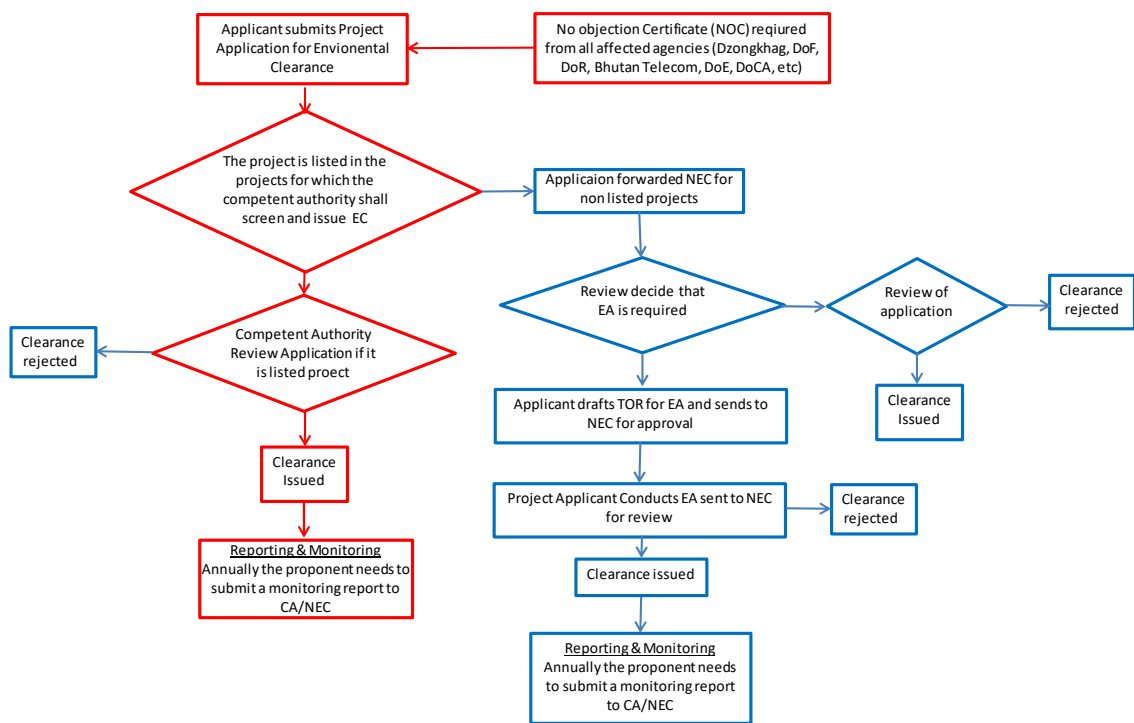 Applicant submits Project
Application for Envionental
Clearance
No objection Certificate (NOC) reqiured
from all affected agencies (Dzongkhag, DoF,
DoR, Bhutan Telecom, DoE, DoCA, etc)
The project is listed in the
projects for which the
competent authority shall
screen and issue EC
Applicaion forwarded NEC for
non listed projects
Review decide that
EA is required
Review of
application
Clearance
rejected
Clearance
rejected
Competent Authority
Review Application if it
is listed proect
Clearance
Issued
Applicant drafts TOR for EA and sends to
NEC for approval
Clearance
Issued
Project Applicant Conducts EA sent to NEC
for review
Clearance
rejected
Reporting & Monitoring
Annually the proponent needs to
submit a monitoring report to
CA/NEC
Clearance issued
Reporting & Monitoring
Annually the proponent needs
to submit a monitoring report
to CA/NEC